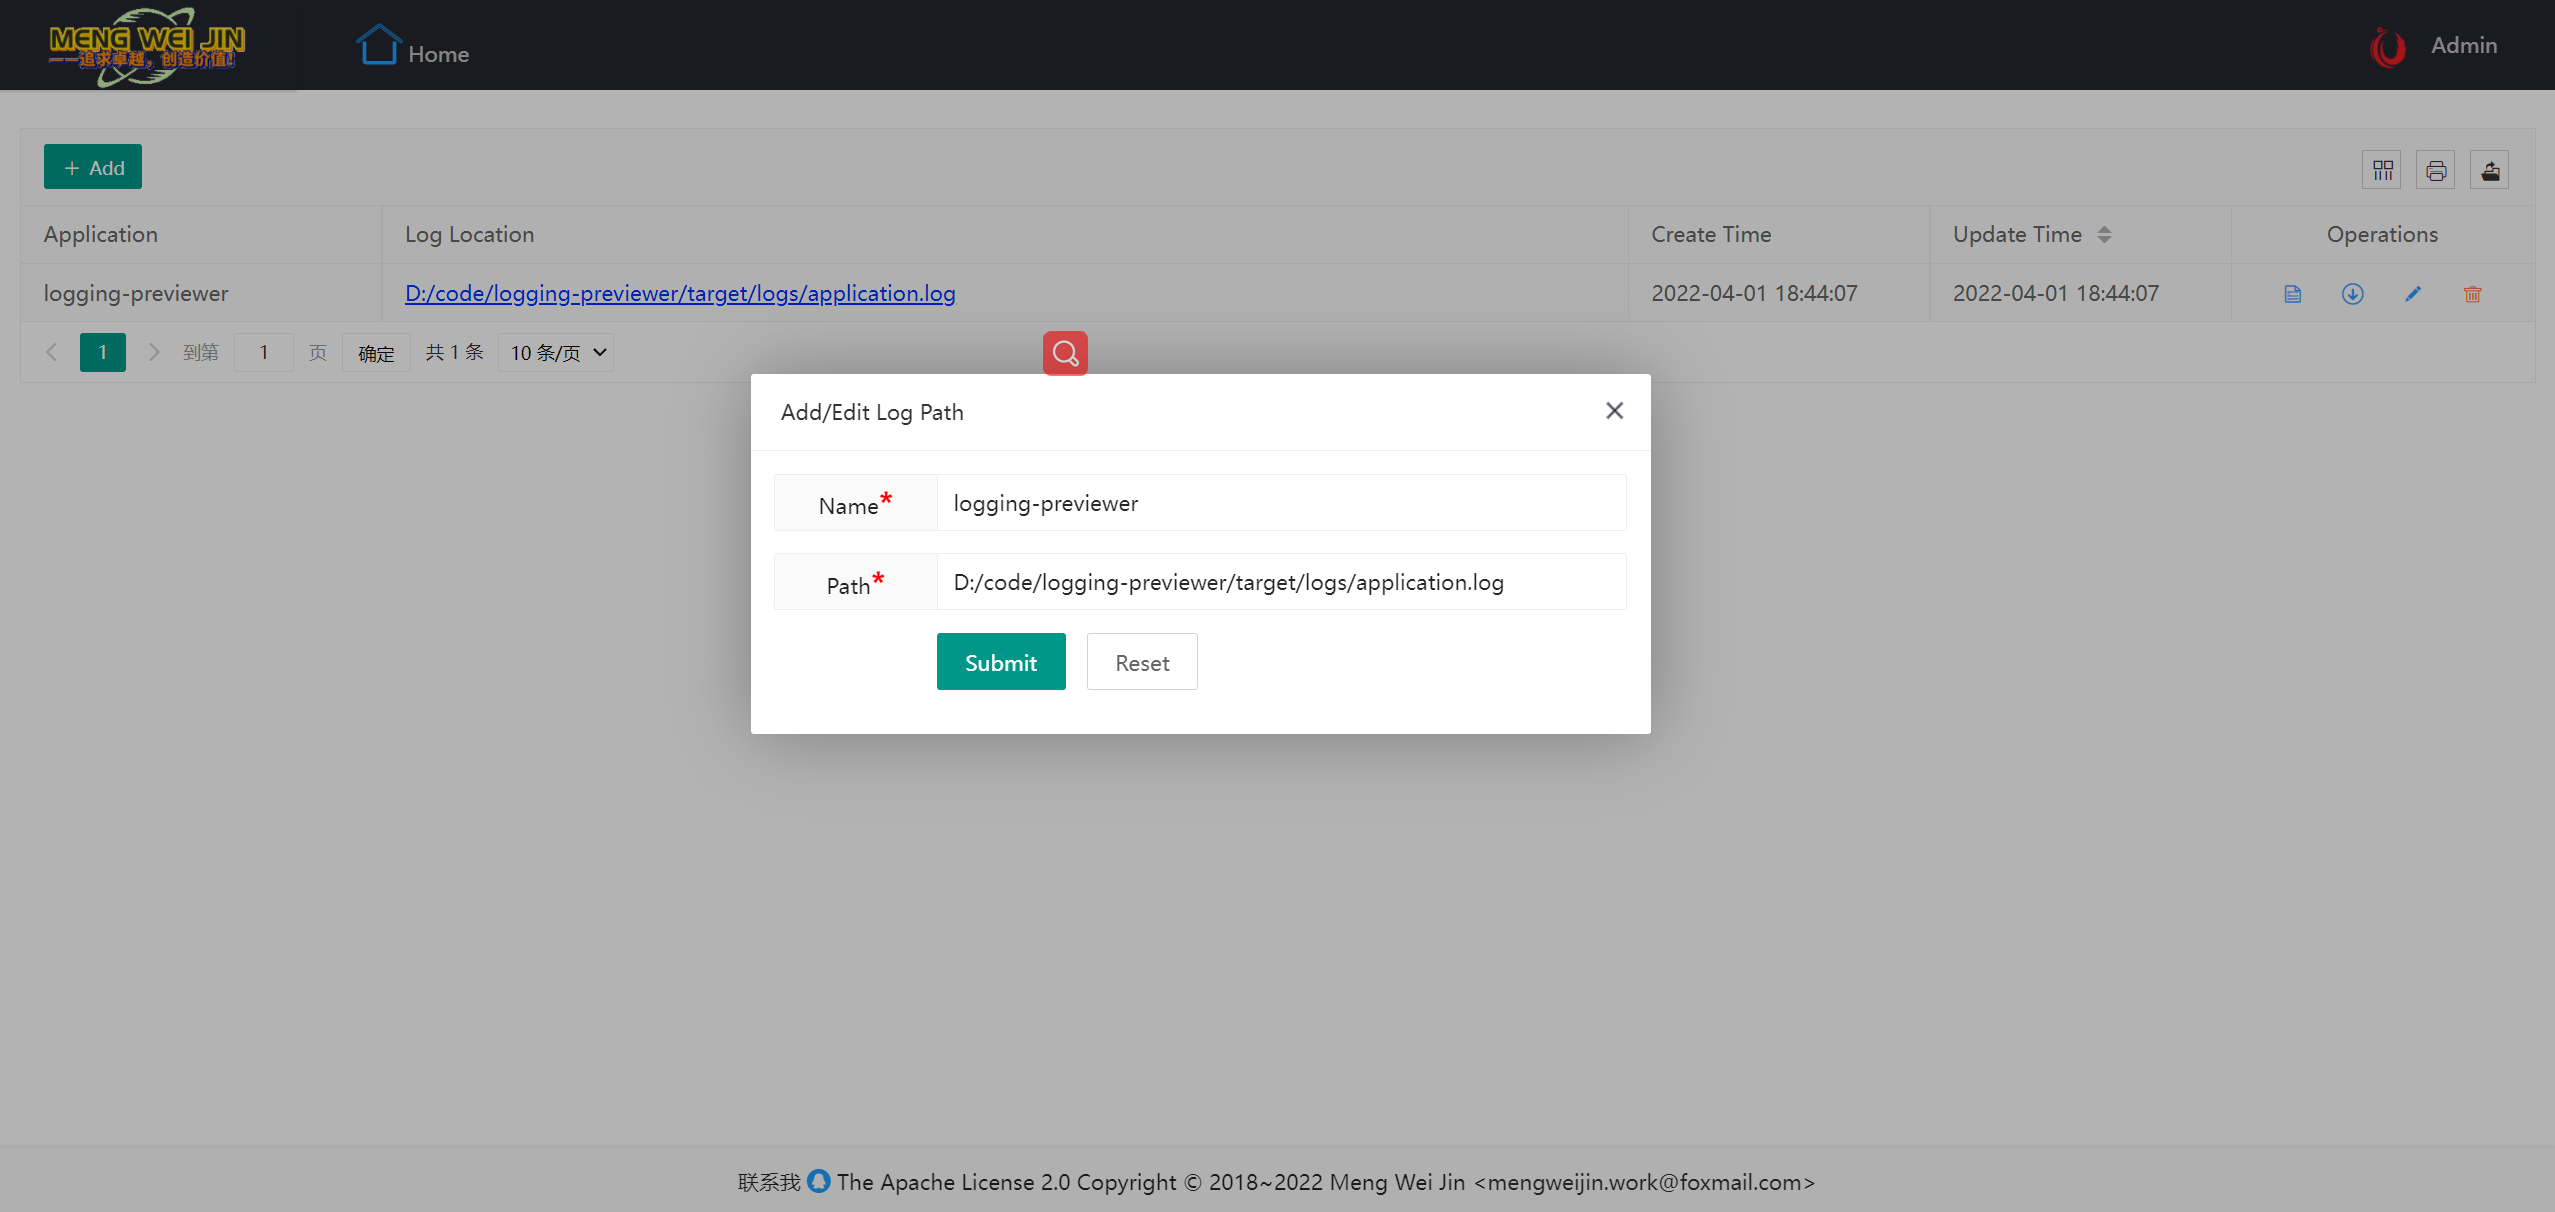 MENG WEI JIN
——追求卓越，创造价值！
Home
Admin
Add
Application Log Location Create Time Update Time Operations
logging-previewer D:/code/logging-previewer/target/logs/application.log 2022-04-01 18:44:07 2022-04-01 18:44:07
1 到第 1 页 确定 共 1 条 10 条/页
Add/Edit Log Path
Name* logging-previewer
Path* D:/code/logging-previewer/target/logs/application.log
Submit Reset
联系我 The Apache License 2.0 Copyright © 2018~2022 Meng Wei Jin <mengweijin.work@foxmail.com>